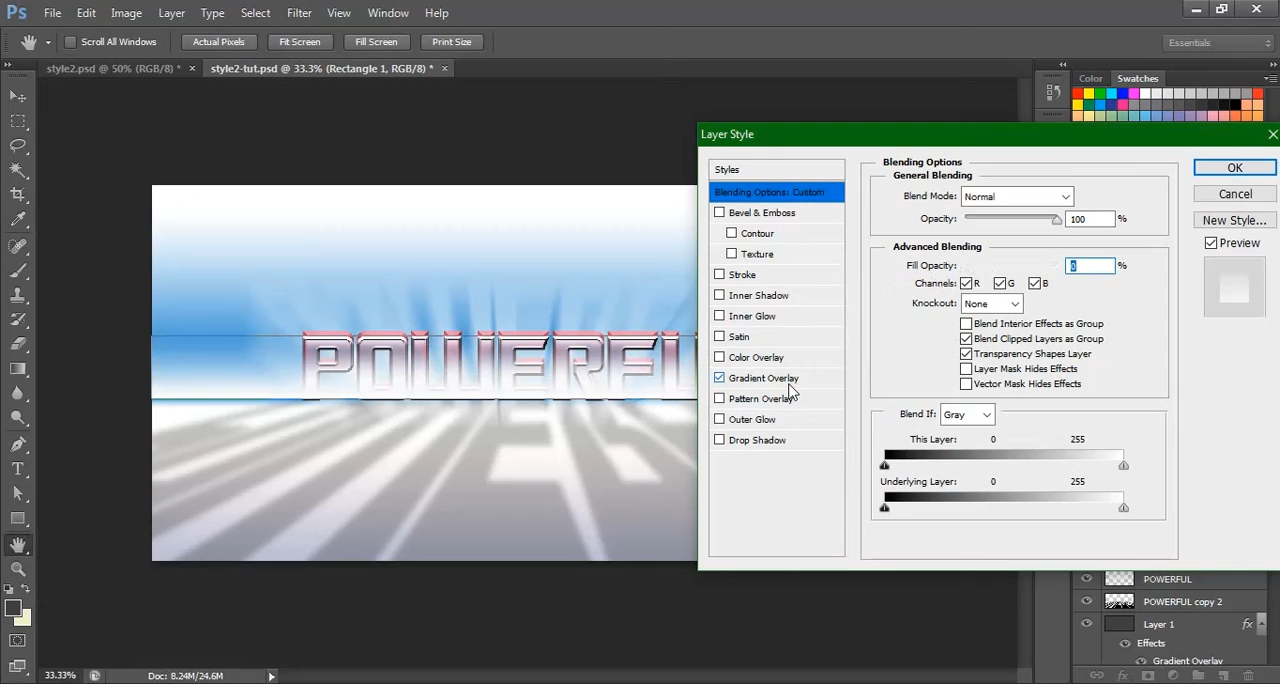 Ps File Edit Image Layer Type Select Filter View Window Help
Scroll All Windows Actual Pixels Fit Screen Fill Screen Print Size Essentials
style2.psd @ 50% (RGB/8) * × style2-tut.psd @ 33.3% (Rectangle 1, RGB/8) * ×
Color Swatches
Layer Style
Styles
Blending Options: Custom
Bevel & Emboss
Contour
Texture
Stroke
Inner Shadow
Inner Glow
Satin
Color Overlay
Gradient Overlay
Pattern Overlay
Outer Glow
Drop Shadow
Blending Options
General Blending
Blend Mode: Normal
Opacity: 100 %
Advanced Blending
Fill Opacity: 0 %
Channels: R G B
Knockout: None
Blend Interior Effects as Group
Blend Clipped Layers as Group
Transparency Shapes Layer
Layer Mask Hides Effects
Vector Mask Hides Effects
Blend If: Gray
This Layer: 0 255
Underlying Layer: 0 255
OK
Cancel
New Style...
Preview
POWERFU
POWERFUL
POWERFUL copy 2
Layer 1 fx
Effects
Gradient Overlay
33.33% Doc: 8.24M/24.6M